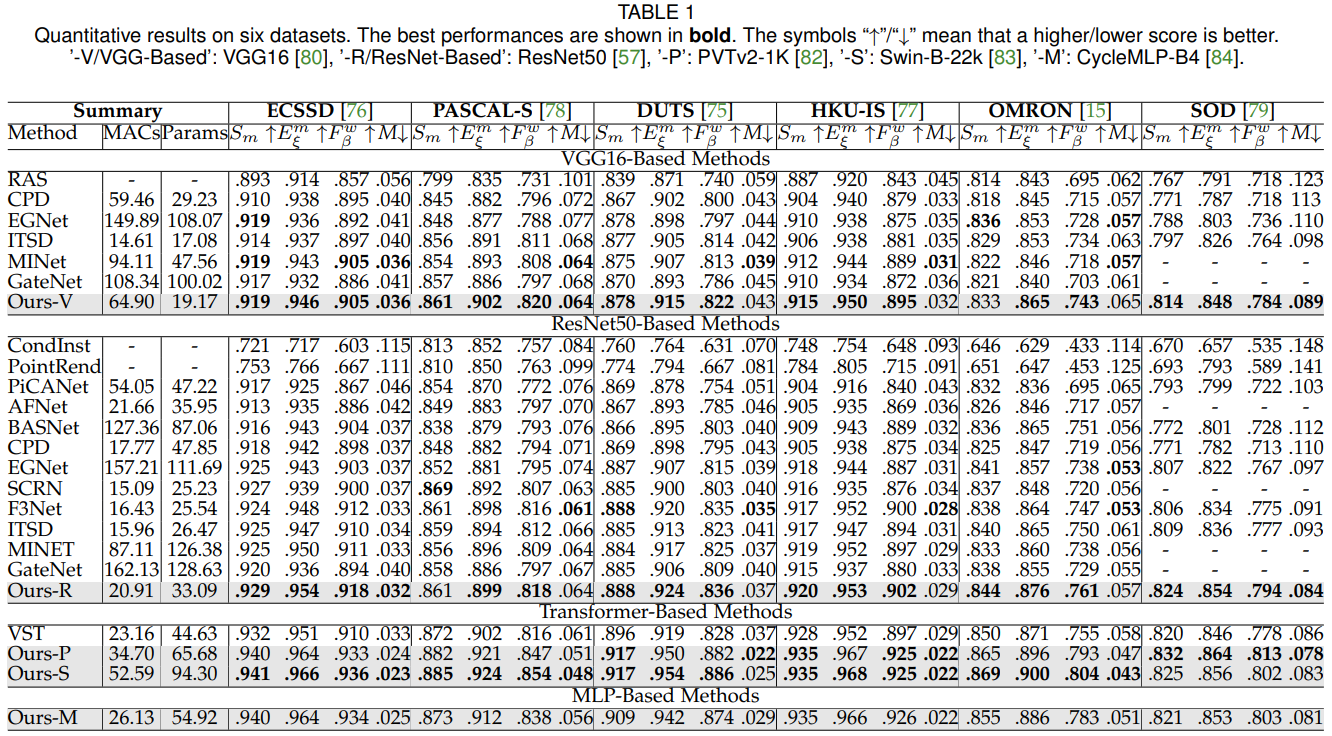 TABLE 1
Quantitative results on six datasets. The best performances are shown in bold. The symbols “↑”/“↓” mean that a higher/lower score is better.
'-V/VGG-Based': VGG16 [80], '-R/ResNet-Based': ResNet50 [57], '-P': PVTv2-1K [82], '-S': Swin-B-22k [83], '-M': CycleMLP-B4 [84].
Summary ECSSD [76] PASCAL-S [78] DUTS [75] HKU-IS [77] OMRON [15] SOD [79]
Method MACs Params Sm ↑ Eξm ↑ Fβw ↑ M↓ Sm ↑ Eξm ↑ Fβw ↑ M↓ Sm ↑ Eξm ↑ Fβw ↑ M↓ Sm ↑ Eξm ↑ Fβw ↑ M↓ Sm ↑ Eξm ↑ Fβw ↑ M↓ Sm ↑ Eξm ↑ Fβw ↑ M↓
VGG16-Based Methods
RAS - - .893 .914 .857 .056 .799 .835 .731 .101 .839 .871 .740 .059 .887 .920 .843 .045 .814 .843 .695 .062 .767 .791 .718 .123
CPD 59.46 29.23 .910 .938 .895 .040 .845 .882 .796 .072 .867 .902 .800 .043 .904 .940 .879 .033 .818 .845 .715 .057 .771 .787 .718 113
EGNet 149.89 108.07 .919 .936 .892 .041 .848 .877 .788 .077 .878 .898 .797 .044 .910 .938 .875 .035 .836 .853 .728 .057 .788 .803 .736 .110
ITSD 14.61 17.08 .914 .937 .897 .040 .856 .891 .811 .068 .877 .905 .814 .042 .906 .938 .881 .035 .829 .853 .734 .063 .797 .826 .764 .098
MINet 94.11 47.56 .919 .943 .905 .036 .854 .893 .808 .064 .875 .907 .813 .039 .912 .944 .889 .031 .822 .846 .718 .057 - - - -
GateNet 108.34 100.02 .917 .932 .886 .041 .857 .886 .797 .068 .870 .893 .786 .045 .910 .934 .872 .036 .821 .840 .703 .061 - - - -
Ours-V 64.90 19.17 .919 .946 .905 .036 .861 .902 .820 .064 .878 .915 .822 .043 .915 .950 .895 .032 .833 .865 .743 .065 .814 .848 .784 .089
ResNet50-Based Methods
CondInst - - .721 .717 .603 .115 .813 .852 .757 .084 .760 .764 .631 .070 .748 .754 .648 .093 .646 .629 .433 .114 .670 .657 .535 .148
PointRend - - .753 .766 .667 .111 .810 .850 .763 .099 .774 .794 .667 .081 .784 .805 .715 .091 .651 .647 .453 .125 .693 .793 .589 .141
PiCANet 54.05 47.22 .917 .925 .867 .046 .854 .870 .772 .076 .869 .878 .754 .051 .904 .916 .840 .043 .832 .836 .695 .065 .793 .799 .722 .103
AFNet 21.66 35.95 .913 .935 .886 .042 .849 .883 .797 .070 .867 .893 .785 .046 .905 .935 .869 .036 .826 .846 .717 .057 - - - -
BASNet 127.36 87.06 .916 .943 .904 .037 .838 .879 .793 .076 .866 .895 .803 .040 .909 .943 .889 .032 .836 .865 .751 .056 .772 .801 .728 .112
CPD 17.77 47.85 .918 .942 .898 .037 .848 .882 .794 .071 .869 .898 .795 .043 .905 .938 .875 .034 .825 .847 .719 .056 .771 .782 .713 .110
EGNet 157.21 111.69 .925 .943 .903 .037 .852 .881 .795 .074 .887 .907 .815 .039 .918 .944 .887 .031 .841 .857 .738 .053 .807 .822 .767 .097
SCRN 15.09 25.23 .927 .939 .900 .037 .869 .892 .807 .063 .885 .900 .803 .040 .916 .935 .876 .034 .837 .848 .720 .056 - - - -
F3Net 16.43 25.54 .924 .948 .912 .033 .861 .898 .816 .061 .888 .920 .835 .035 .917 .952 .900 .028 .838 .864 .747 .053 .806 .834 .775 .091
ITSD 15.96 26.47 .925 .947 .910 .034 .859 .894 .812 .066 .885 .913 .823 .041 .917 .947 .894 .031 .840 .865 .750 .061 .809 .836 .777 .093
MINET 87.11 126.38 .925 .950 .911 .033 .856 .896 .809 .064 .884 .917 .825 .037 .919 .952 .897 .029 .833 .860 .738 .056 - - - -
GateNet 162.13 128.63 .920 .936 .894 .040 .858 .886 .797 .067 .885 .906 .809 .040 .915 .937 .880 .033 .838 .855 .729 .055 - - - -
Ours-R 20.91 33.09 .929 .954 .918 .032 .861 .899 .818 .064 .888 .924 .836 .037 .920 .953 .902 .029 .844 .876 .761 .057 .824 .854 .794 .084
Transformer-Based Methods
VST 23.16 44.63 .932 .951 .910 .033 .872 .902 .816 .061 .896 .919 .828 .037 .928 .952 .897 .029 .850 .871 .755 .058 .820 .846 .778 .086
Ours-P 34.70 65.68 .940 .964 .933 .024 .882 .921 .847 .051 .917 .950 .882 .022 .935 .967 .925 .022 .865 .896 .793 .047 .832 .864 .813 .078
Ours-S 52.59 94.30 .941 .966 .936 .023 .885 .924 .854 .048 .917 .954 .886 .025 .935 .968 .925 .022 .869 .900 .804 .043 .825 .856 .802 .083
MLP-Based Methods
Ours-M 26.13 54.92 .940 .964 .934 .025 .873 .912 .838 .056 .909 .942 .874 .029 .935 .966 .926 .022 .855 .886 .783 .051 .821 .853 .803 .081